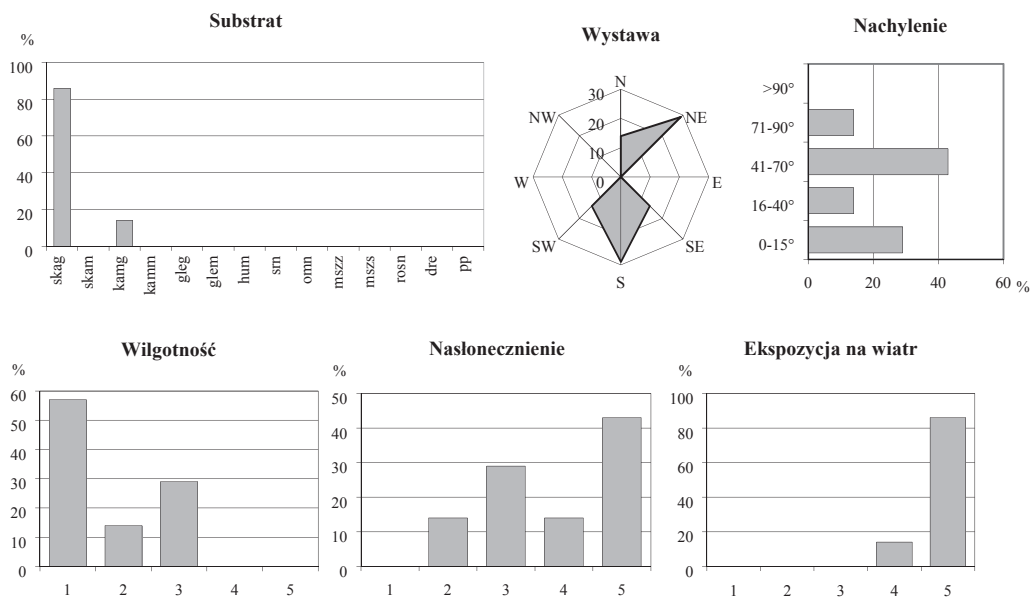 Substrat
%
100
80
60
40
20
0
skag
skam
kamg
kamm
gleg
glem
hum
srn
omn
mszz
mszs
rosn
dre
pp
Wystawa
N
NE
E
SE
S
SW
W
NW
30
20
10
0
Nachylenie
>90°
71-90°
41-70°
16-40°
0-15°
0 20 40 60 %
Wilgotność
%
60
50
40
30
20
10
0
1 2 3 4 5
Nasłonecznienie
%
50
40
30
20
10
0
1 2 3 4 5
Ekspozycja na wiatr
%
100
80
60
40
20
0
1 2 3 4 5